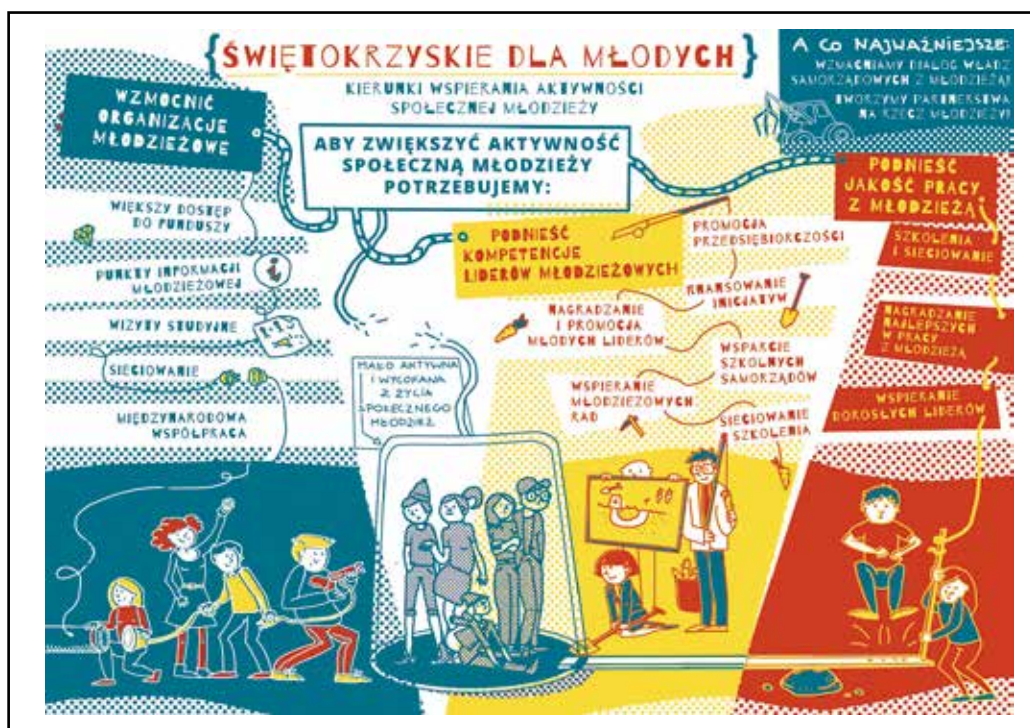 {ŚWIĘTOKRZYSKIE DLA MŁODYCH}
KIERUNKI WSPIERANIA AKTYWNOŚCI
SPOŁECZNEJ MŁODZIEŻY
A CO NAJWAŻNIEJSZE:
WZMACNIAMY DIALOG WŁADZ
SAMORZĄDOWYCH Z MŁODZIEŻĄ!
TWORZYMY PARTNERSTWA
NA RZECZ MŁODZIEŻY!
ABY ZWIĘKSZYĆ AKTYWNOŚĆ
SPOŁECZNĄ MŁODZIEŻY
POTRZEBUJEMY:
WZMOCNIĆ
ORGANIZACJE
MŁODZIEŻOWE
WIĘKSZY DOSTĘP
DO FUNDUSZY
PUNKTY INFORMACJI
MŁODZIEŻOWEJ
i
WIZYTY STUDYJNE
SIECIOWANIE
MIĘDZYNARODOWA
WSPÓŁPRACA
MAŁO AKTYWNA
I WYCOFANA
Z ŻYCIA
SPOŁECZNEGO
MŁODZIEŻ
PODNIEŚĆ
KOMPETENCJE
LIDERÓW MŁODZIEŻOWYCH
PROMOCJA
PRZEDSIĘBIORCZOŚCI
FINANSOWANIE
INICJATYW
NAGRADZANIE
I PROMOCJA
MŁODYCH LIDERÓW
WSPARCIE
SZKOLNYCH
SAMORZĄDÓW
WSPIERANIE
MŁODZIEŻOWYCH
RAD
SIECIOWANIE
SZKOLENIA
PODNIEŚĆ
JAKOŚĆ PRACY
Z MŁODZIEŻĄ
SZKOLENIA
I SIECIOWANIE
NAGRADZANIE
NAJLEPSZYCH
W PRACY
Z MŁODZIEŻĄ
WSPIERANIE
DOROSŁYCH LIDERÓW